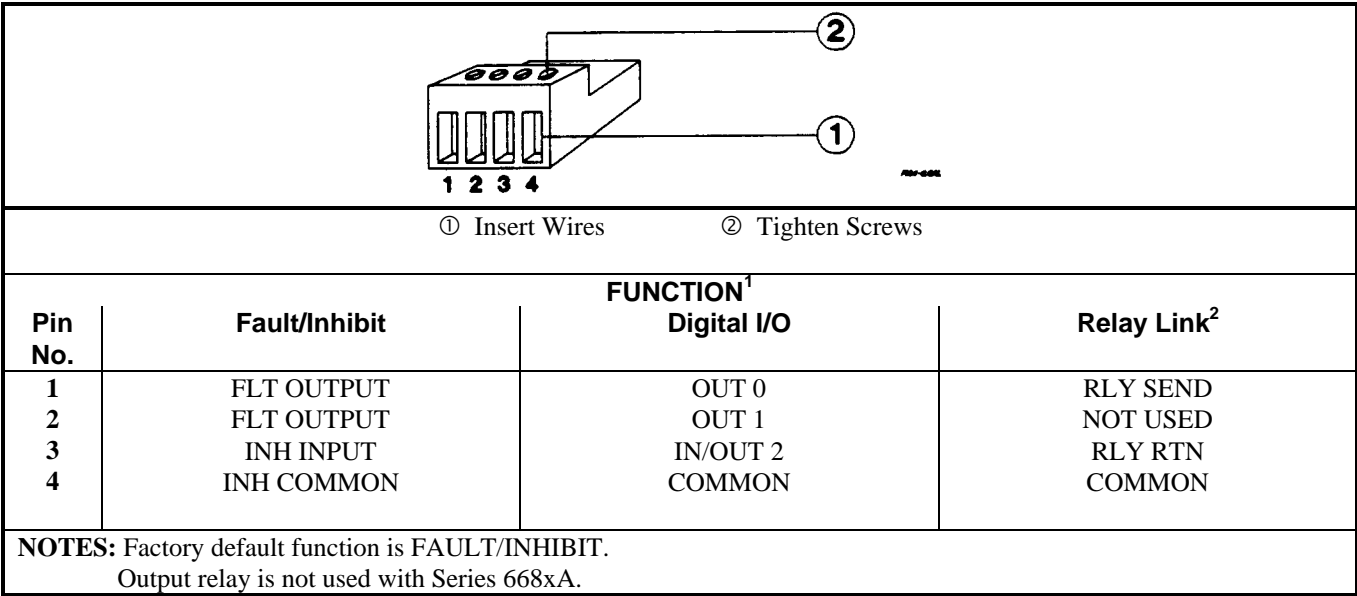 2
1
1 2 3 4
① Insert Wires ② Tighten Screws
FUNCTION1
Pin No. Fault/Inhibit Digital I/O Relay Link2
1 FLT OUTPUT OUT 0 RLY SEND
2 FLT OUTPUT OUT 1 NOT USED
3 INH INPUT IN/OUT 2 RLY RTN
4 INH COMMON COMMON COMMON
NOTES: Factory default function is FAULT/INHIBIT.
Output relay is not used with Series 668xA.